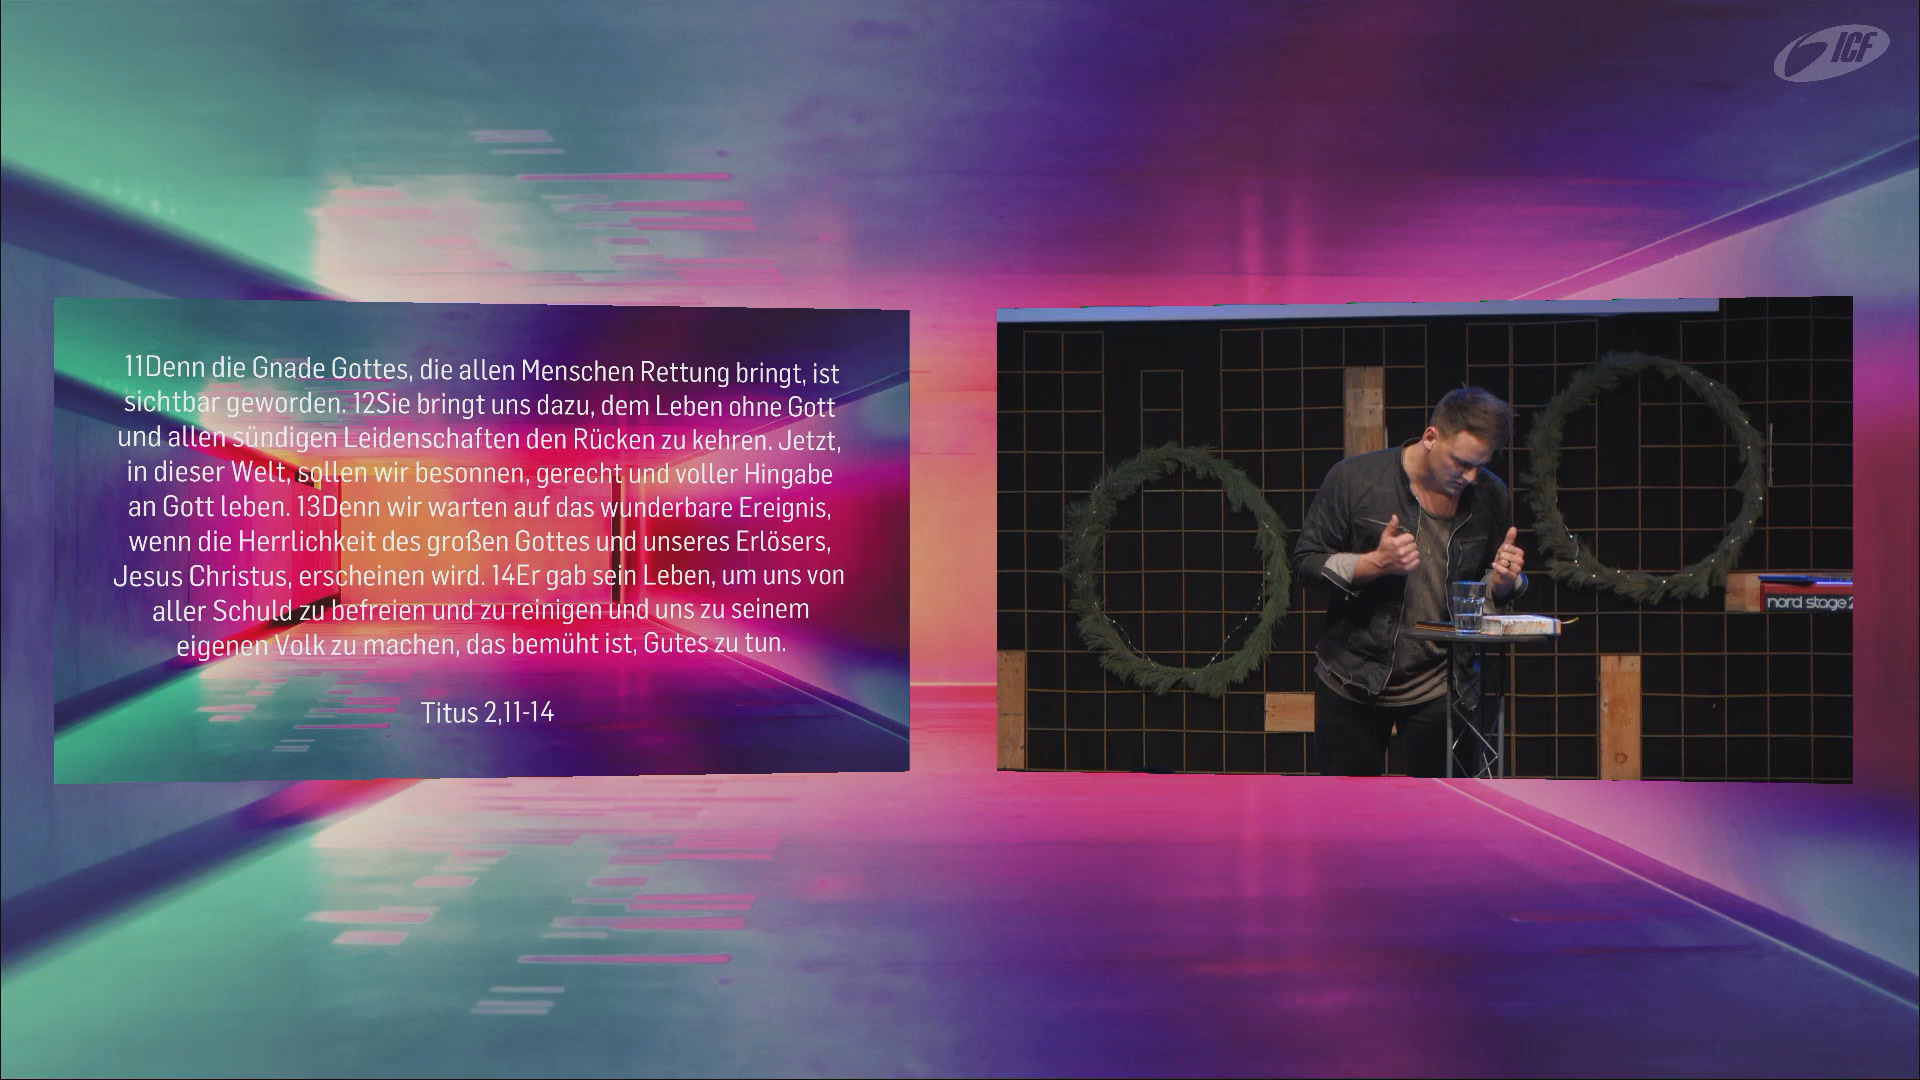 ICF
11Denn die Gnade Gottes, die allen Menschen Rettung bringt, ist
sichtbar geworden. 12Sie bringt uns dazu, dem Leben ohne Gott
und allen sündigen Leidenschaften den Rücken zu kehren. Jetzt,
in dieser Welt, sollen wir besonnen, gerecht und voller Hingabe
an Gott leben. 13Denn wir warten auf das wunderbare Ereignis,
wenn die Herrlichkeit des großen Gottes und unseres Erlösers,
Jesus Christus, erscheinen wird. 14Er gab sein Leben, um uns von
aller Schuld zu befreien und zu reinigen und uns zu seinem
eigenen Volk zu machen, das bemüht ist, Gutes zu tun.
Titus 2,11-14
nord stage 2